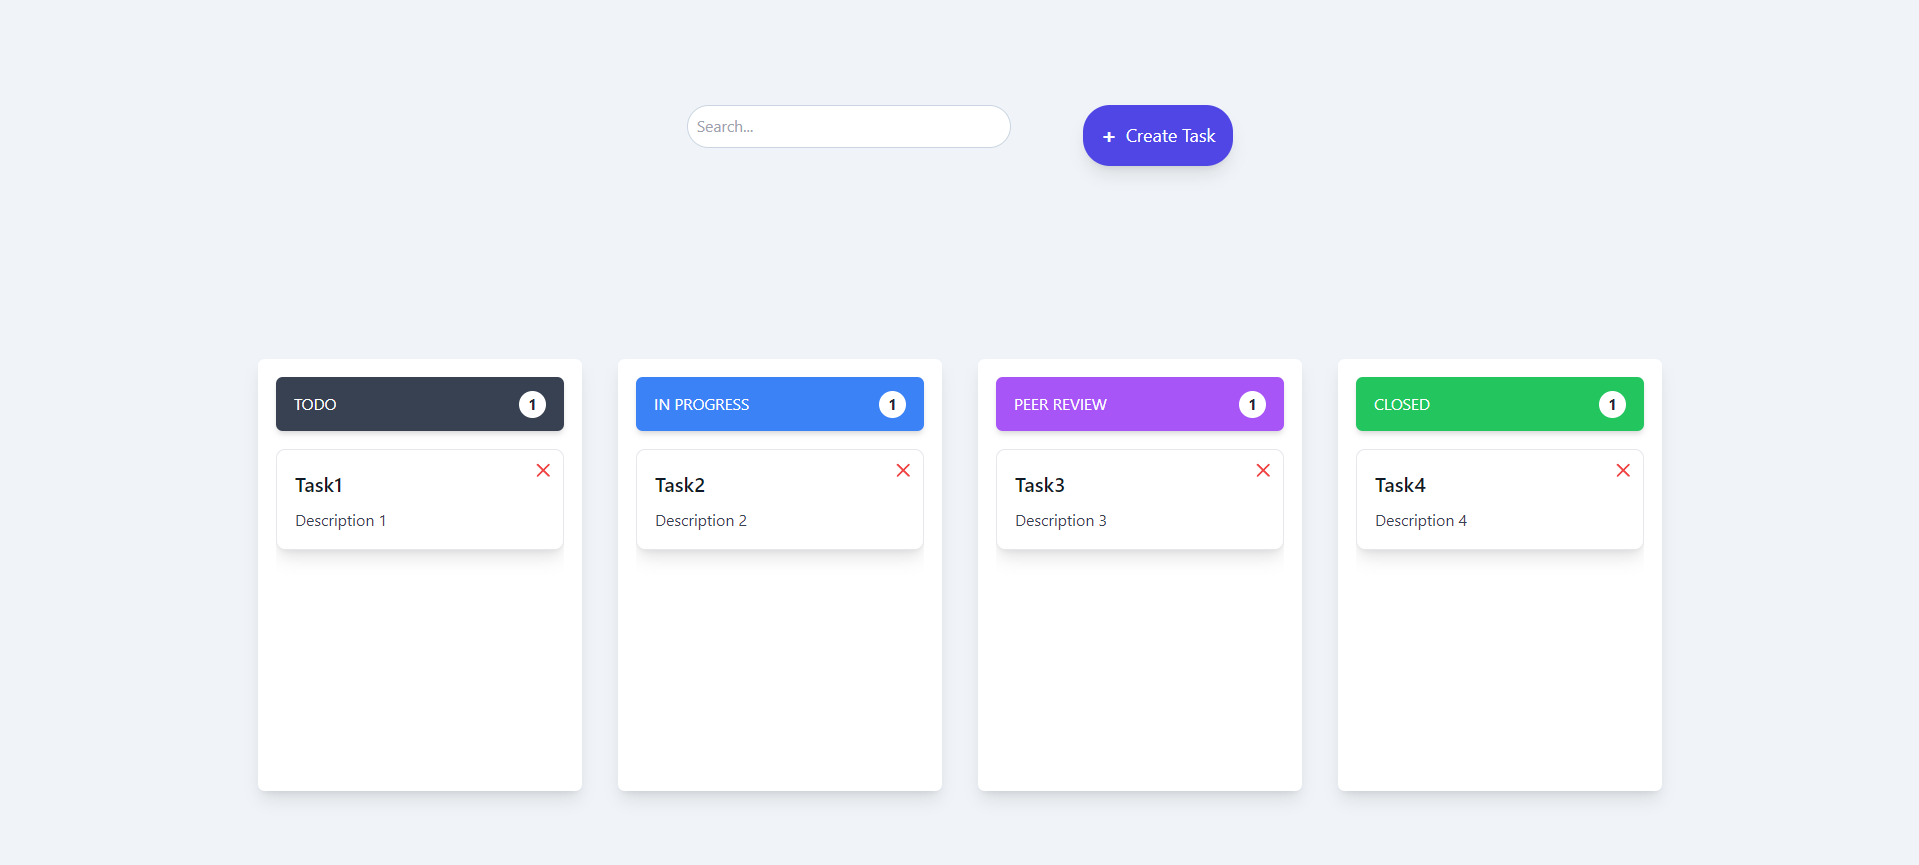 Search...
+ Create Task
TODO 1
IN PROGRESS 1
PEER REVIEW 1
CLOSED 1
Task1
Description 1
Task2
Description 2
Task3
Description 3
Task4
Description 4